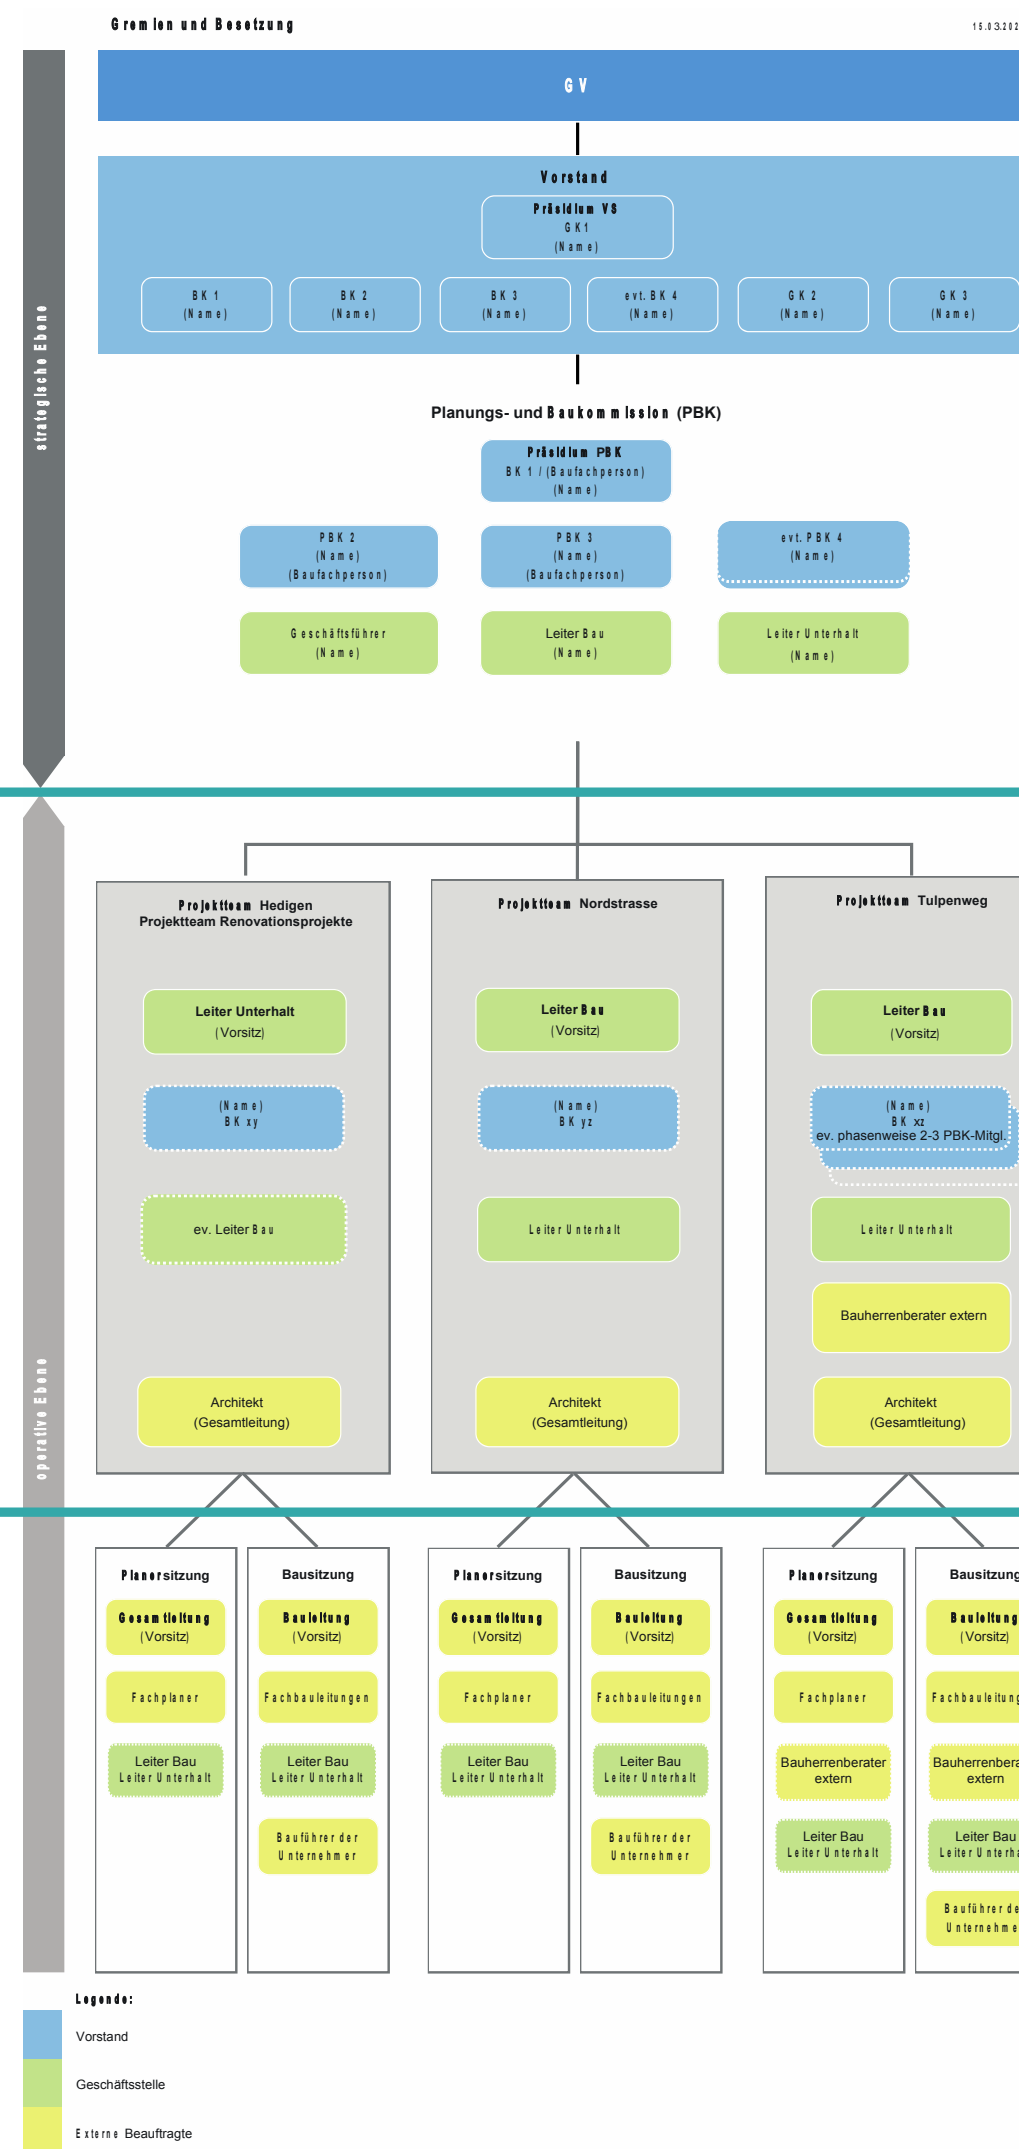 Gremien und Besetzung
15.03.202
GV
Vorstand
Präsidium VS
GK1
(Name)
BK 1
(Name)
BK 2
(Name)
BK 3
(Name)
evt. BK 4
(Name)
GK 2
(Name)
GK 3
(Name)
strategische Ebene
Planungs- und Baukommission (PBK)
Präsidium PBK
BK 1 / (Baufachperson)
(Name)
PBK 2
(Name)
(Baufachperson)
PBK 3
(Name)
(Baufachperson)
evt. PBK 4
(Name)
Geschäftsführer
(Name)
Leiter Bau
(Name)
Leiter Unterhalt
(Name)
operative Ebene
Projektteam Hedigen
Projektteam Renovationsprojekte
Leiter Unterhalt
(Vorsitz)
(Name)
BK xy
ev. Leiter Bau
Architekt
(Gesamtleitung)
Projektteam Nordstrasse
Leiter Bau
(Vorsitz)
(Name)
BK yz
Leiter Unterhalt
Architekt
(Gesamtleitung)
Projektteam Tulpenweg
Leiter Bau
(Vorsitz)
(Name)
BK xz
ev. phasenweise 2-3 PBK-Mitgl.
Leiter Unterhalt
Bauherrenberater extern
Architekt
(Gesamtleitung)
Planersitzung
Gesamtleitung
(Vorsitz)
Fachplaner
Leiter Bau
Leiter Unterhalt
Bausitzung
Bauleitung
(Vorsitz)
Fachbauleitungen
Leiter Bau
Leiter Unterhalt
Bauführer der
Unternehmer
Planersitzung
Gesamtleitung
(Vorsitz)
Fachplaner
Leiter Bau
Leiter Unterhalt
Bausitzung
Bauleitung
(Vorsitz)
Fachbauleitungen
Leiter Bau
Leiter Unterhalt
Bauführer der
Unternehmer
Planersitzung
Gesamtleitung
(Vorsitz)
Fachplaner
Bauherrenberater
extern
Leiter Bau
Leiter Unterhalt
Bausitzung
Bauleitung
(Vorsitz)
Fachbauleitung
Bauherrenbera
extern
Leiter Bau
Leiter Unterha
Bauführer de
Unternehme
Legende:
Vorstand
Geschäftsstelle
Externe Beauftragte